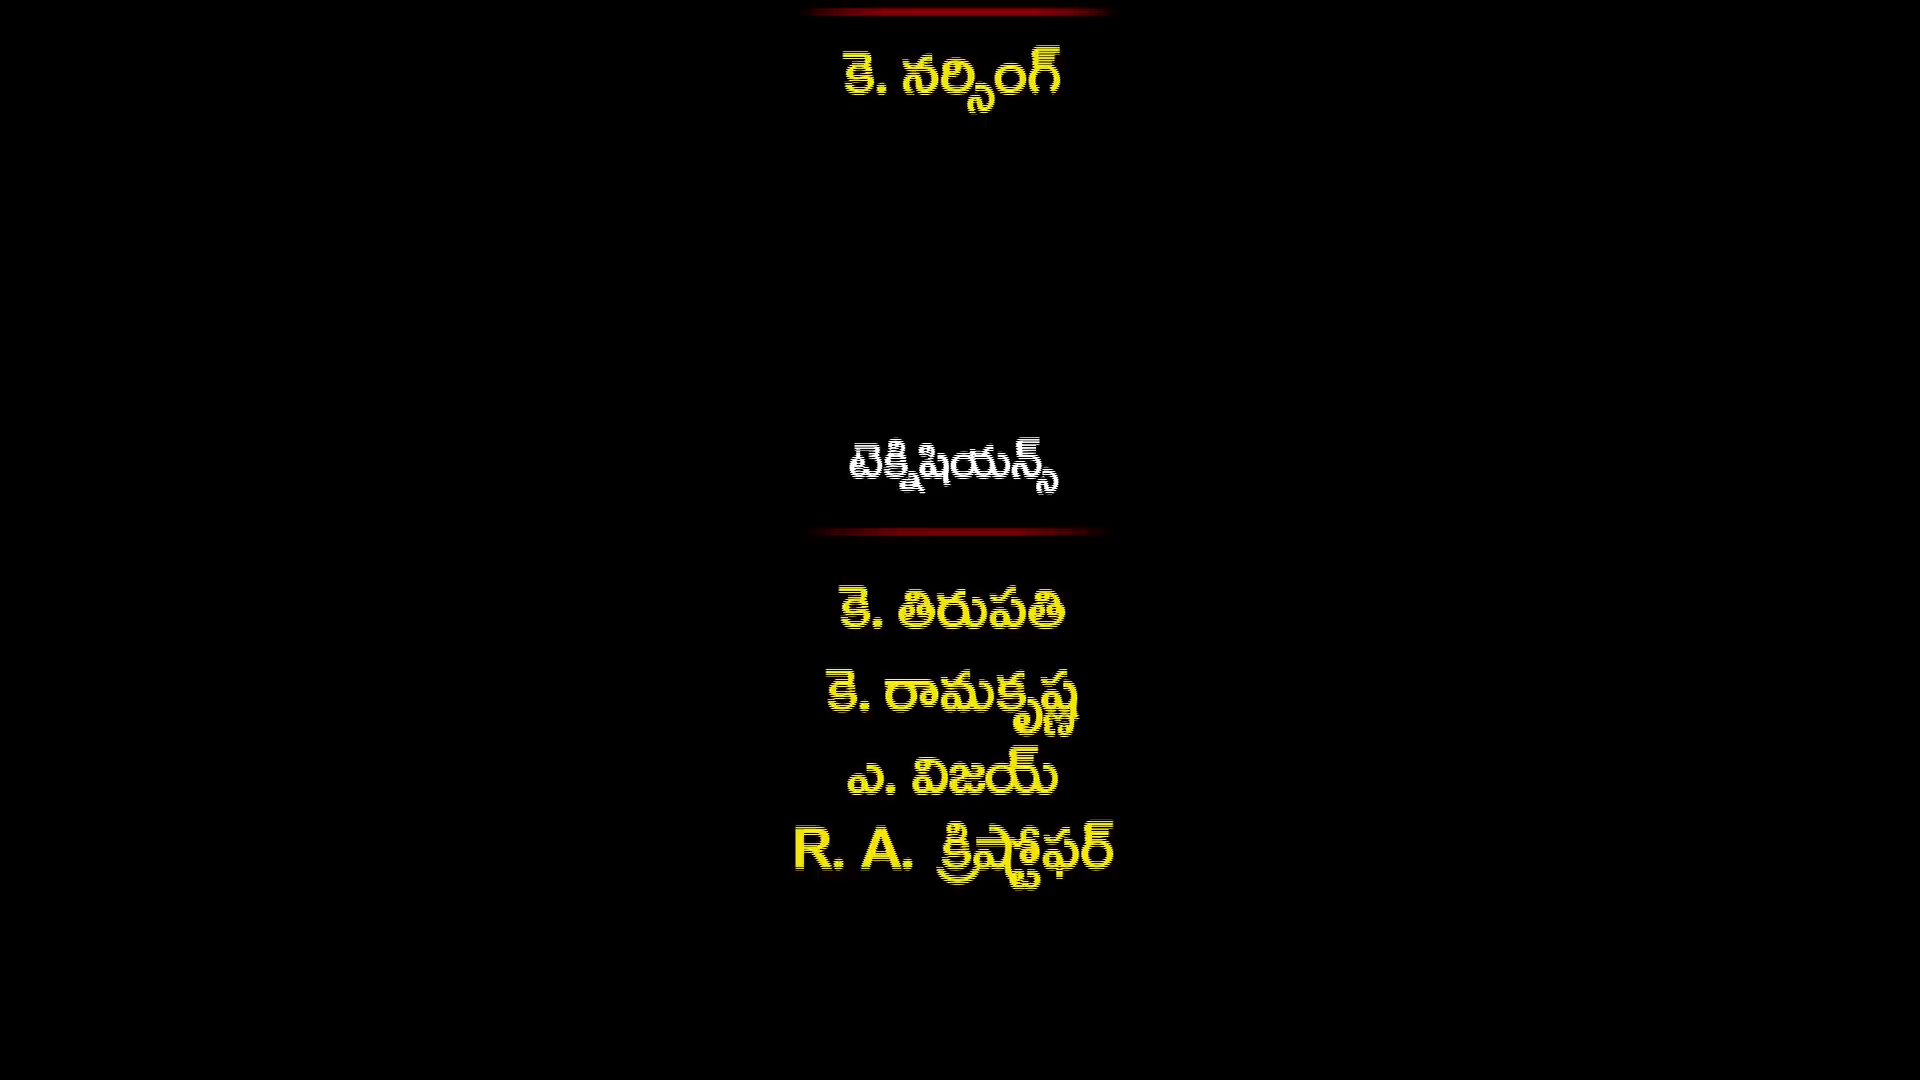 కె. నర్సింగ్
టెక్నిషియన్స్
కె. తిరుపతి
కె. రామకృష్ణ
ఎ. విజయ్
R. A. క్రిష్టోఫర్